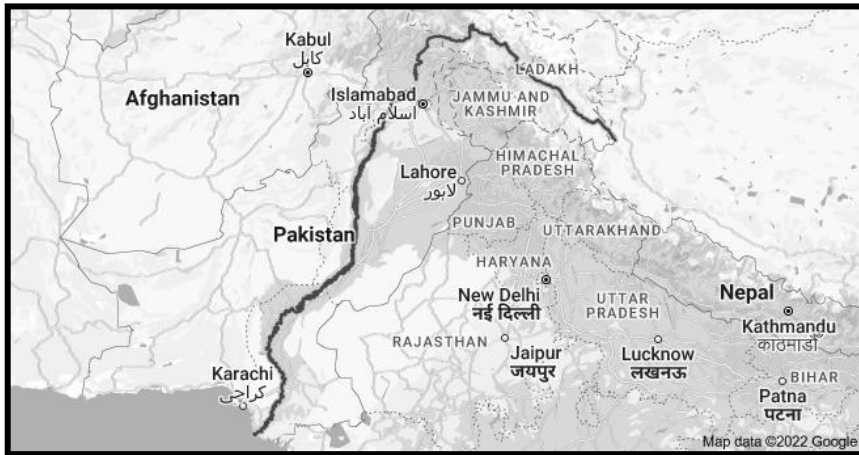 Kabul
كابل
Afghanistan
Islamabad
اسلام آباد
LADAKH
JAMMU AND
KASHMIR
Lahore
لاہور
HIMACHAL
PRADESH
Pakistan
PUNJAB
UTTARAKHAND
HARYANA
New Delhi
नई दिल्ली
UTTAR
PRADESH
Nepal
Kathmandu
काठमाडौं
RAJASTHAN
Jaipur
जयपुर
Lucknow
लखनऊ
Karachi
کراچی
BIHAR
Patna
पटना
Map data ©2022 Google